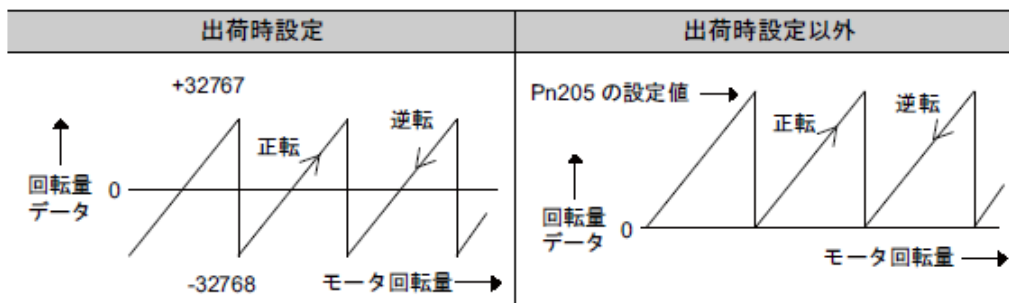 出荷時設定
出荷時設定以外
+32767
正転
逆転
回転量
データ
0
-32768
モータ回転量
Pn205 の設定値
正転
逆転
回転量
データ
0
モータ回転量